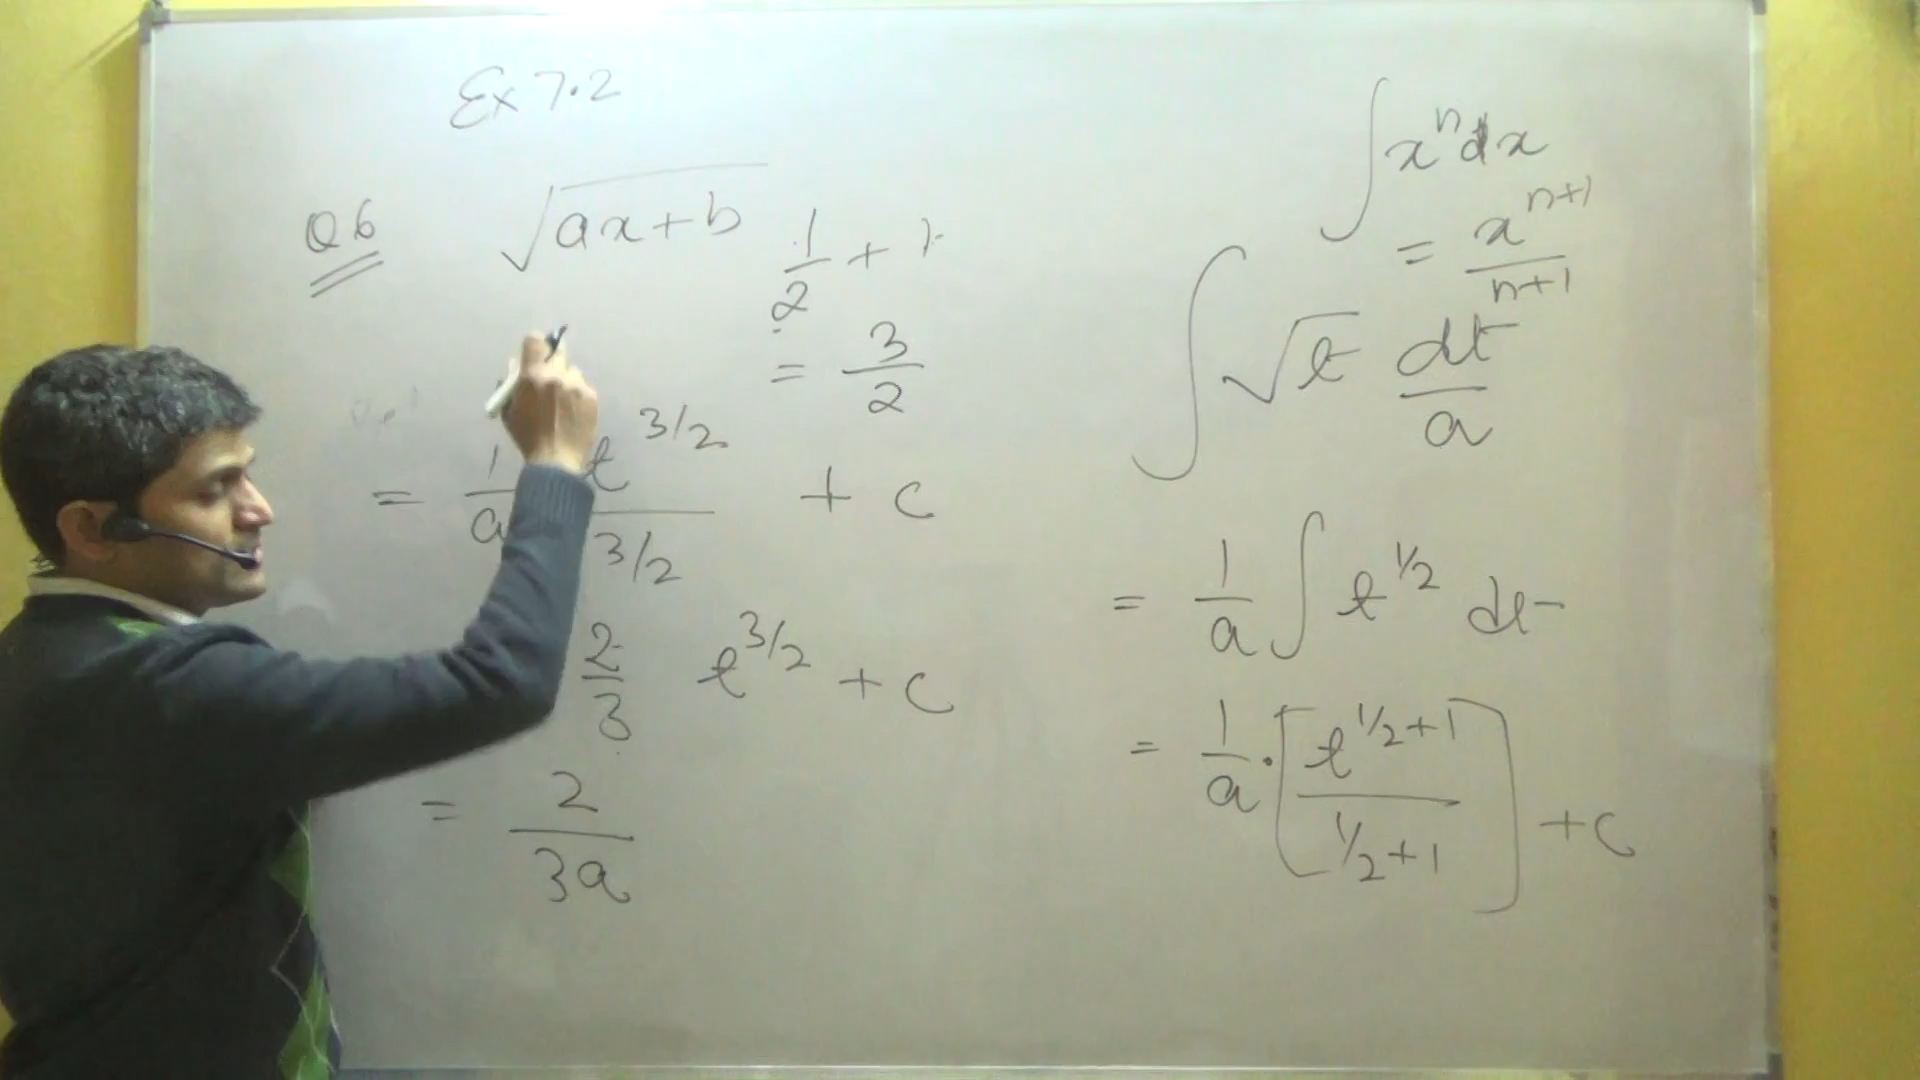 Ex 7.2
Q6 √(ax+b)
1/2 + 1
= 3/2
= 1/a t^3/2 / 3/2 + c
2/3 t^3/2 + c
= 2/3a
∫ x^n dx
= x^n+1 / n+1
∫ √t dt/a
= 1/a ∫ t^1/2 dt
= 1/a · [t^1/2+1 / 1/2+1] + c